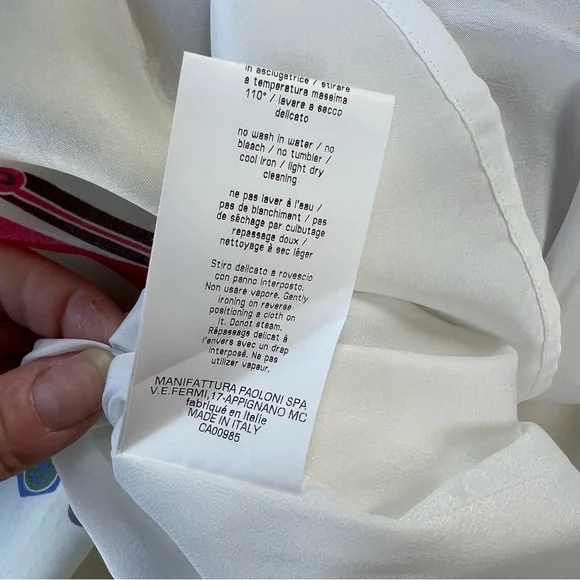 in asciugatrice / stirare
a temperatura massima
110° / lavare a secco
delicato
no wash in water / no
bleach / no tumbler /
cool iron / light dry
cleaning
ne pas laver à l'eau /
pas de blanchiment / pas
de séchage par culbutage
repassage doux /
nettoyage à sec léger
Stiro delicato a rovescio
con panno interposto.
Non usare vapore. Gently
ironing on reverse
positioning a cloth on
it. Donot steam.
Répassage délicat à
l'envers avec un drap
interposè. Ne pas
utilizer vapeur.
MANIFATTURA PAOLONI SPA
V.E.FERMI,17-APPIGNANO MC
fabriqué en Italie
MADE IN ITALY
CA00985